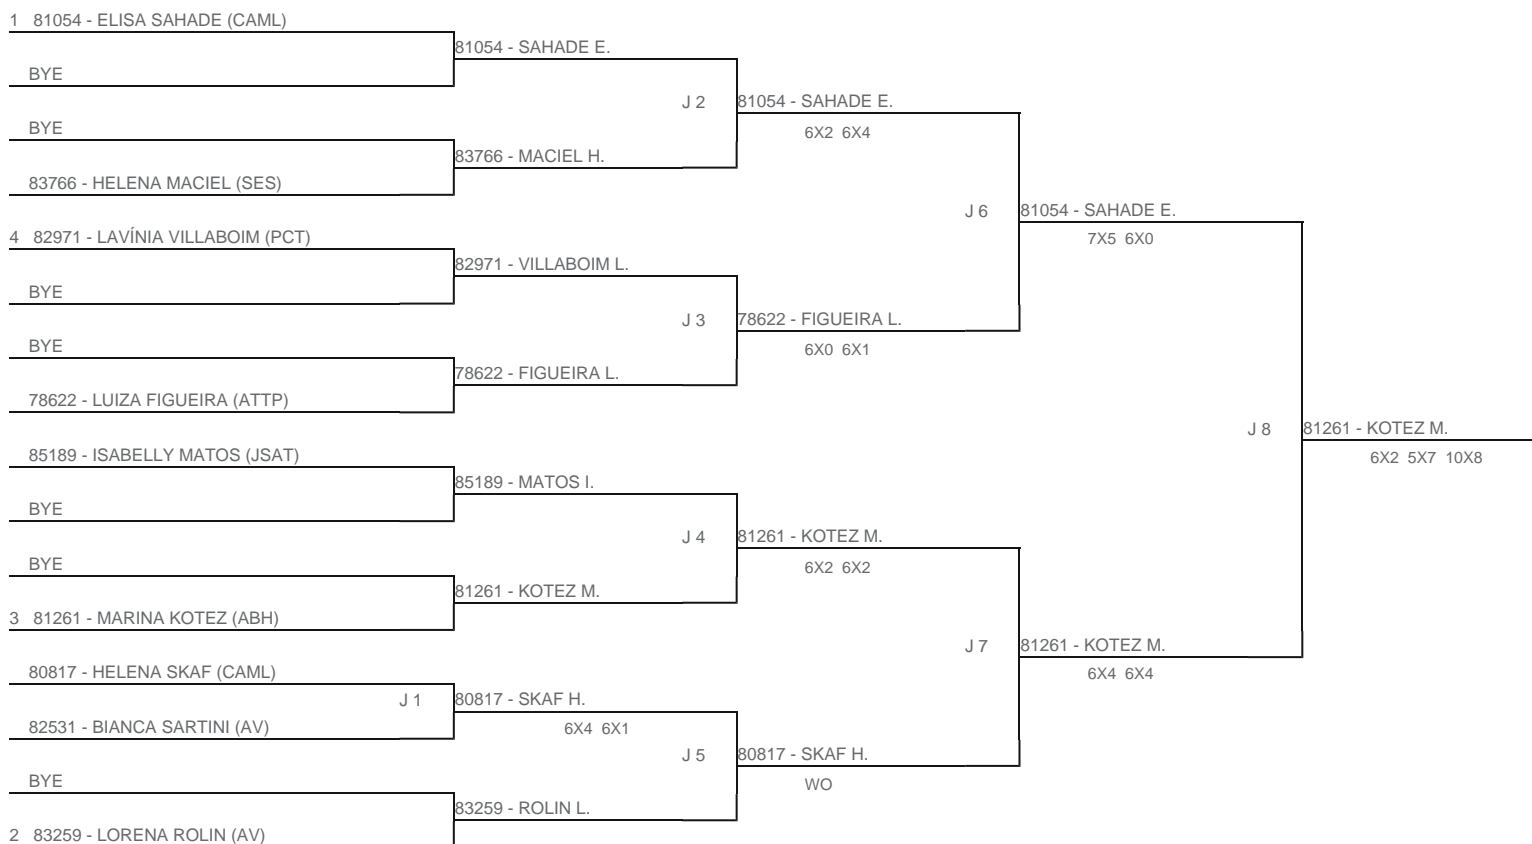 1 81054 - ELISA SAHADE (CAML)
BYE
BYE
83766 - HELENA MACIEL (SES)
4 82971 - LAVÍNIA VILLABOIM (PCT)
BYE
BYE
78622 - LUIZA FIGUEIRA (ATTP)
85189 - ISABELLY MATOS (JSAT)
BYE
BYE
3 81261 - MARINA KOTEZ (ABH)
80817 - HELENA SKAF (CAML)
82531 - BIANCA SARTINI (AV)
BYE
2 83259 - LORENA ROLIN (AV)
81054 - SAHADE E.
83766 - MACIEL H.
82971 - VILLABOIM L.
78622 - FIGUEIRA L.
85189 - MATOS I.
81261 - KOTEZ M.
J 1
80817 - SKAF H.
6X4 6X1
83259 - ROLIN L.
J 2
81054 - SAHADE E.
6X2 6X4
J 3
78622 - FIGUEIRA L.
6X0 6X1
J 4
81261 - KOTEZ M.
6X2 6X2
J 5
80817 - SKAF H.
WO
J 6
81054 - SAHADE E.
7X5 6X0
J 7
81261 - KOTEZ M.
6X4 6X4
J 8
81261 - KOTEZ M.
6X2 5X7 10X8